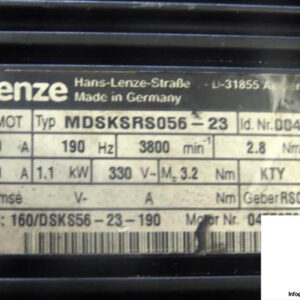 enze Hans-Lenze-Straße D-31855 A
Made in Germany
MOT Typ MDSKSRS056-23 Id. Nr. 004
A 190 Hz 3800 min⁻¹ 2.8 Nm
A 1,1 kW 330 V~ M₀ 3.2 Nm KTY
msé V- A Nm Geber RS
: 160/DSKS56-23-190 Motor Nr.